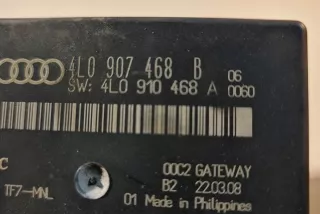 4L0 907 468 B 06
SW: 4L0 910 468 A 0060
C 00C2 GATEWAY
B2 22.03.08
TF7-MNL 01 Made in Philippines